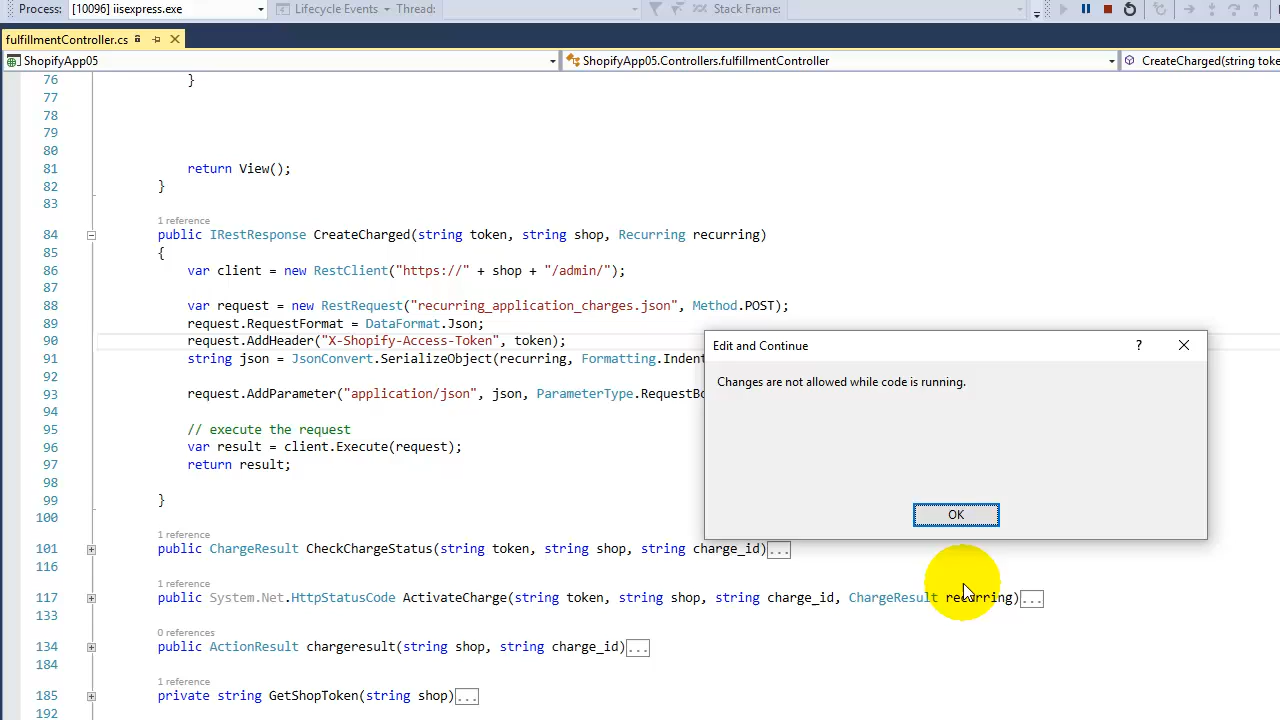 Process: [10096] iisexpress.exe Lifecycle Events Thread: Stack Frame:
fulfillmentController.cs
ShopifyApp05 ShopifyApp05.Controllers.fulfillmentController CreateCharged(string toke
76 }
77
78
79
80
81 return View();
82 }
83
1 reference
84 public IRestResponse CreateCharged(string token, string shop, Recurring recurring)
85 {
86 var client = new RestClient("https://" + shop + "/admin/");
87
88 var request = new RestRequest("recurring_application_charges.json", Method.POST);
89 request.RequestFormat = DataFormat.Json;
90 request.AddHeader("X-Shopify-Access-Token", token);
91 string json = JsonConvert.SerializeObject(recurring, Formatting.Indent
92
93 request.AddParameter("application/json", json, ParameterType.RequestBo
94
95 // execute the request
96 var result = client.Execute(request);
97 return result;
98
99 }
100
1 reference
101 public ChargeResult CheckChargeStatus(string token, string shop, string charge_id)...
116
1 reference
117 public System.Net.HttpStatusCode ActivateCharge(string token, string shop, string charge_id, ChargeResult recurring)...
133
0 references
134 public ActionResult chargeresult(string shop, string charge_id)...
184
1 reference
185 private string GetShopToken(string shop)...
192
Edit and Continue
Changes are not allowed while code is running.
OK